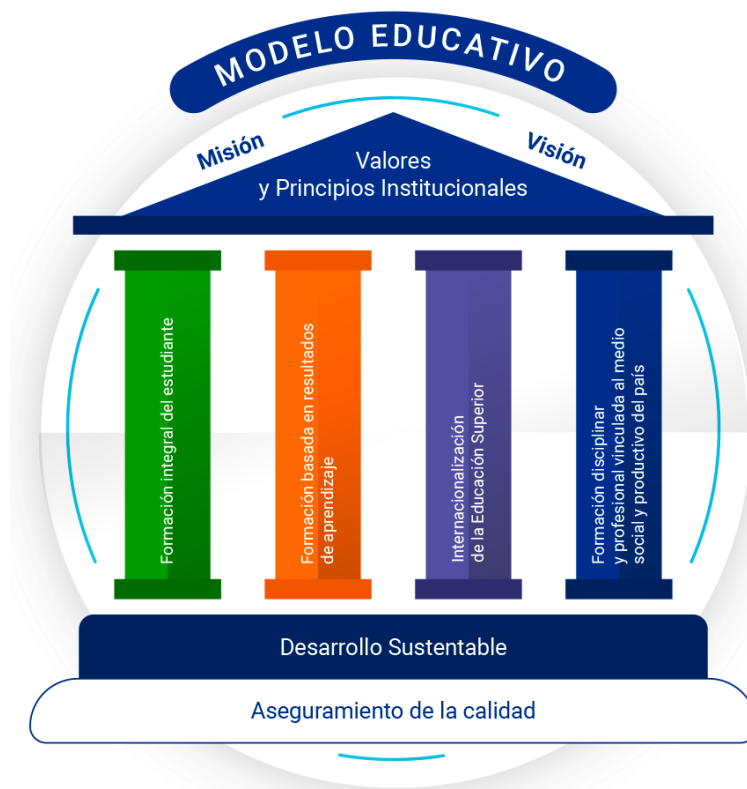 MODELO EDUCATIVO
Misión
Visión
Valores
y Principios Institucionales
Formación integral del estudiante
Formación basada en resultados
de aprendizaje
Internacionalización
de la Educación Superior
Formación disciplinar
y profesional vinculada al medio
social y productivo del país
Desarrollo Sustentable
Aseguramiento de la calidad